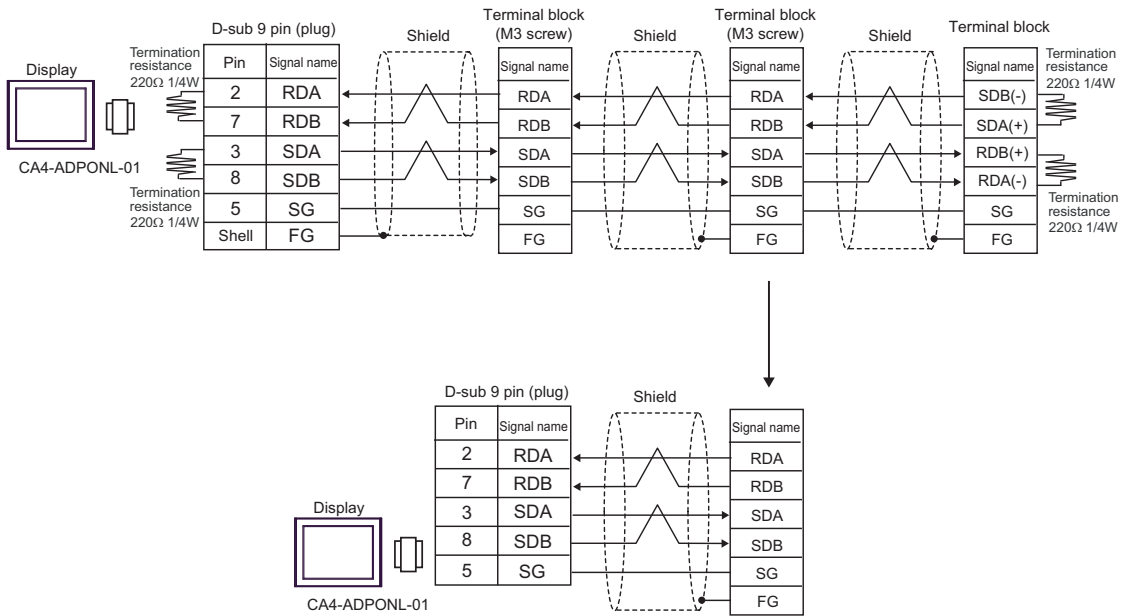 D-sub 9 pin (plug)
Shield
Terminal block
(M3 screw)
Shield
Terminal block
(M3 screw)
Shield
Terminal block
Display
Termination
resistance
220Ω 1/4W
Pin Signal name
2 RDA
7 RDB
3 SDA
8 SDB
5 SG
Shell FG
CA4-ADPONL-01
Termination
resistance
220Ω 1/4W
Signal name
RDA
RDB
SDA
SDB
SG
FG
Signal name
RDA
RDB
SDA
SDB
SG
FG
Signal name
SDB(-)
SDA(+)
RDB(+)
RDA(-)
SG
FG
Termination
resistance
220Ω 1/4W
Termination
resistance
220Ω 1/4W
D-sub 9 pin (plug)
Shield
Display
Pin Signal name
2 RDA
7 RDB
3 SDA
8 SDB
5 SG
CA4-ADPONL-01
Signal name
RDA
RDB
SDA
SDB
SG
FG